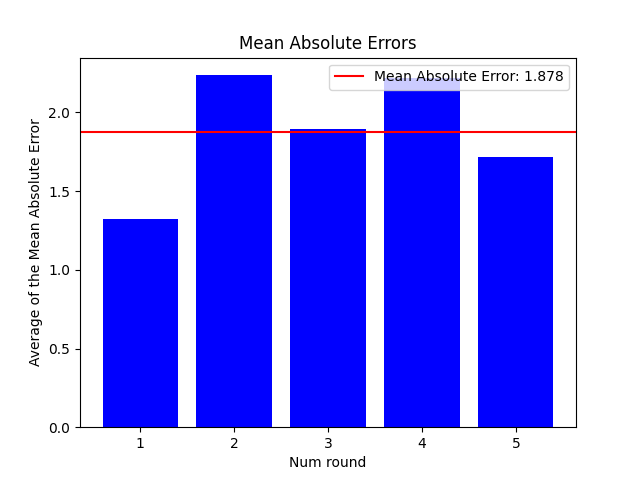 Mean Absolute Errors
Mean Absolute Error: 1.878
Average of the Mean Absolute Error
2.0
1.5
1.0
0.5
0.0
1 2 3 4 5
Num round